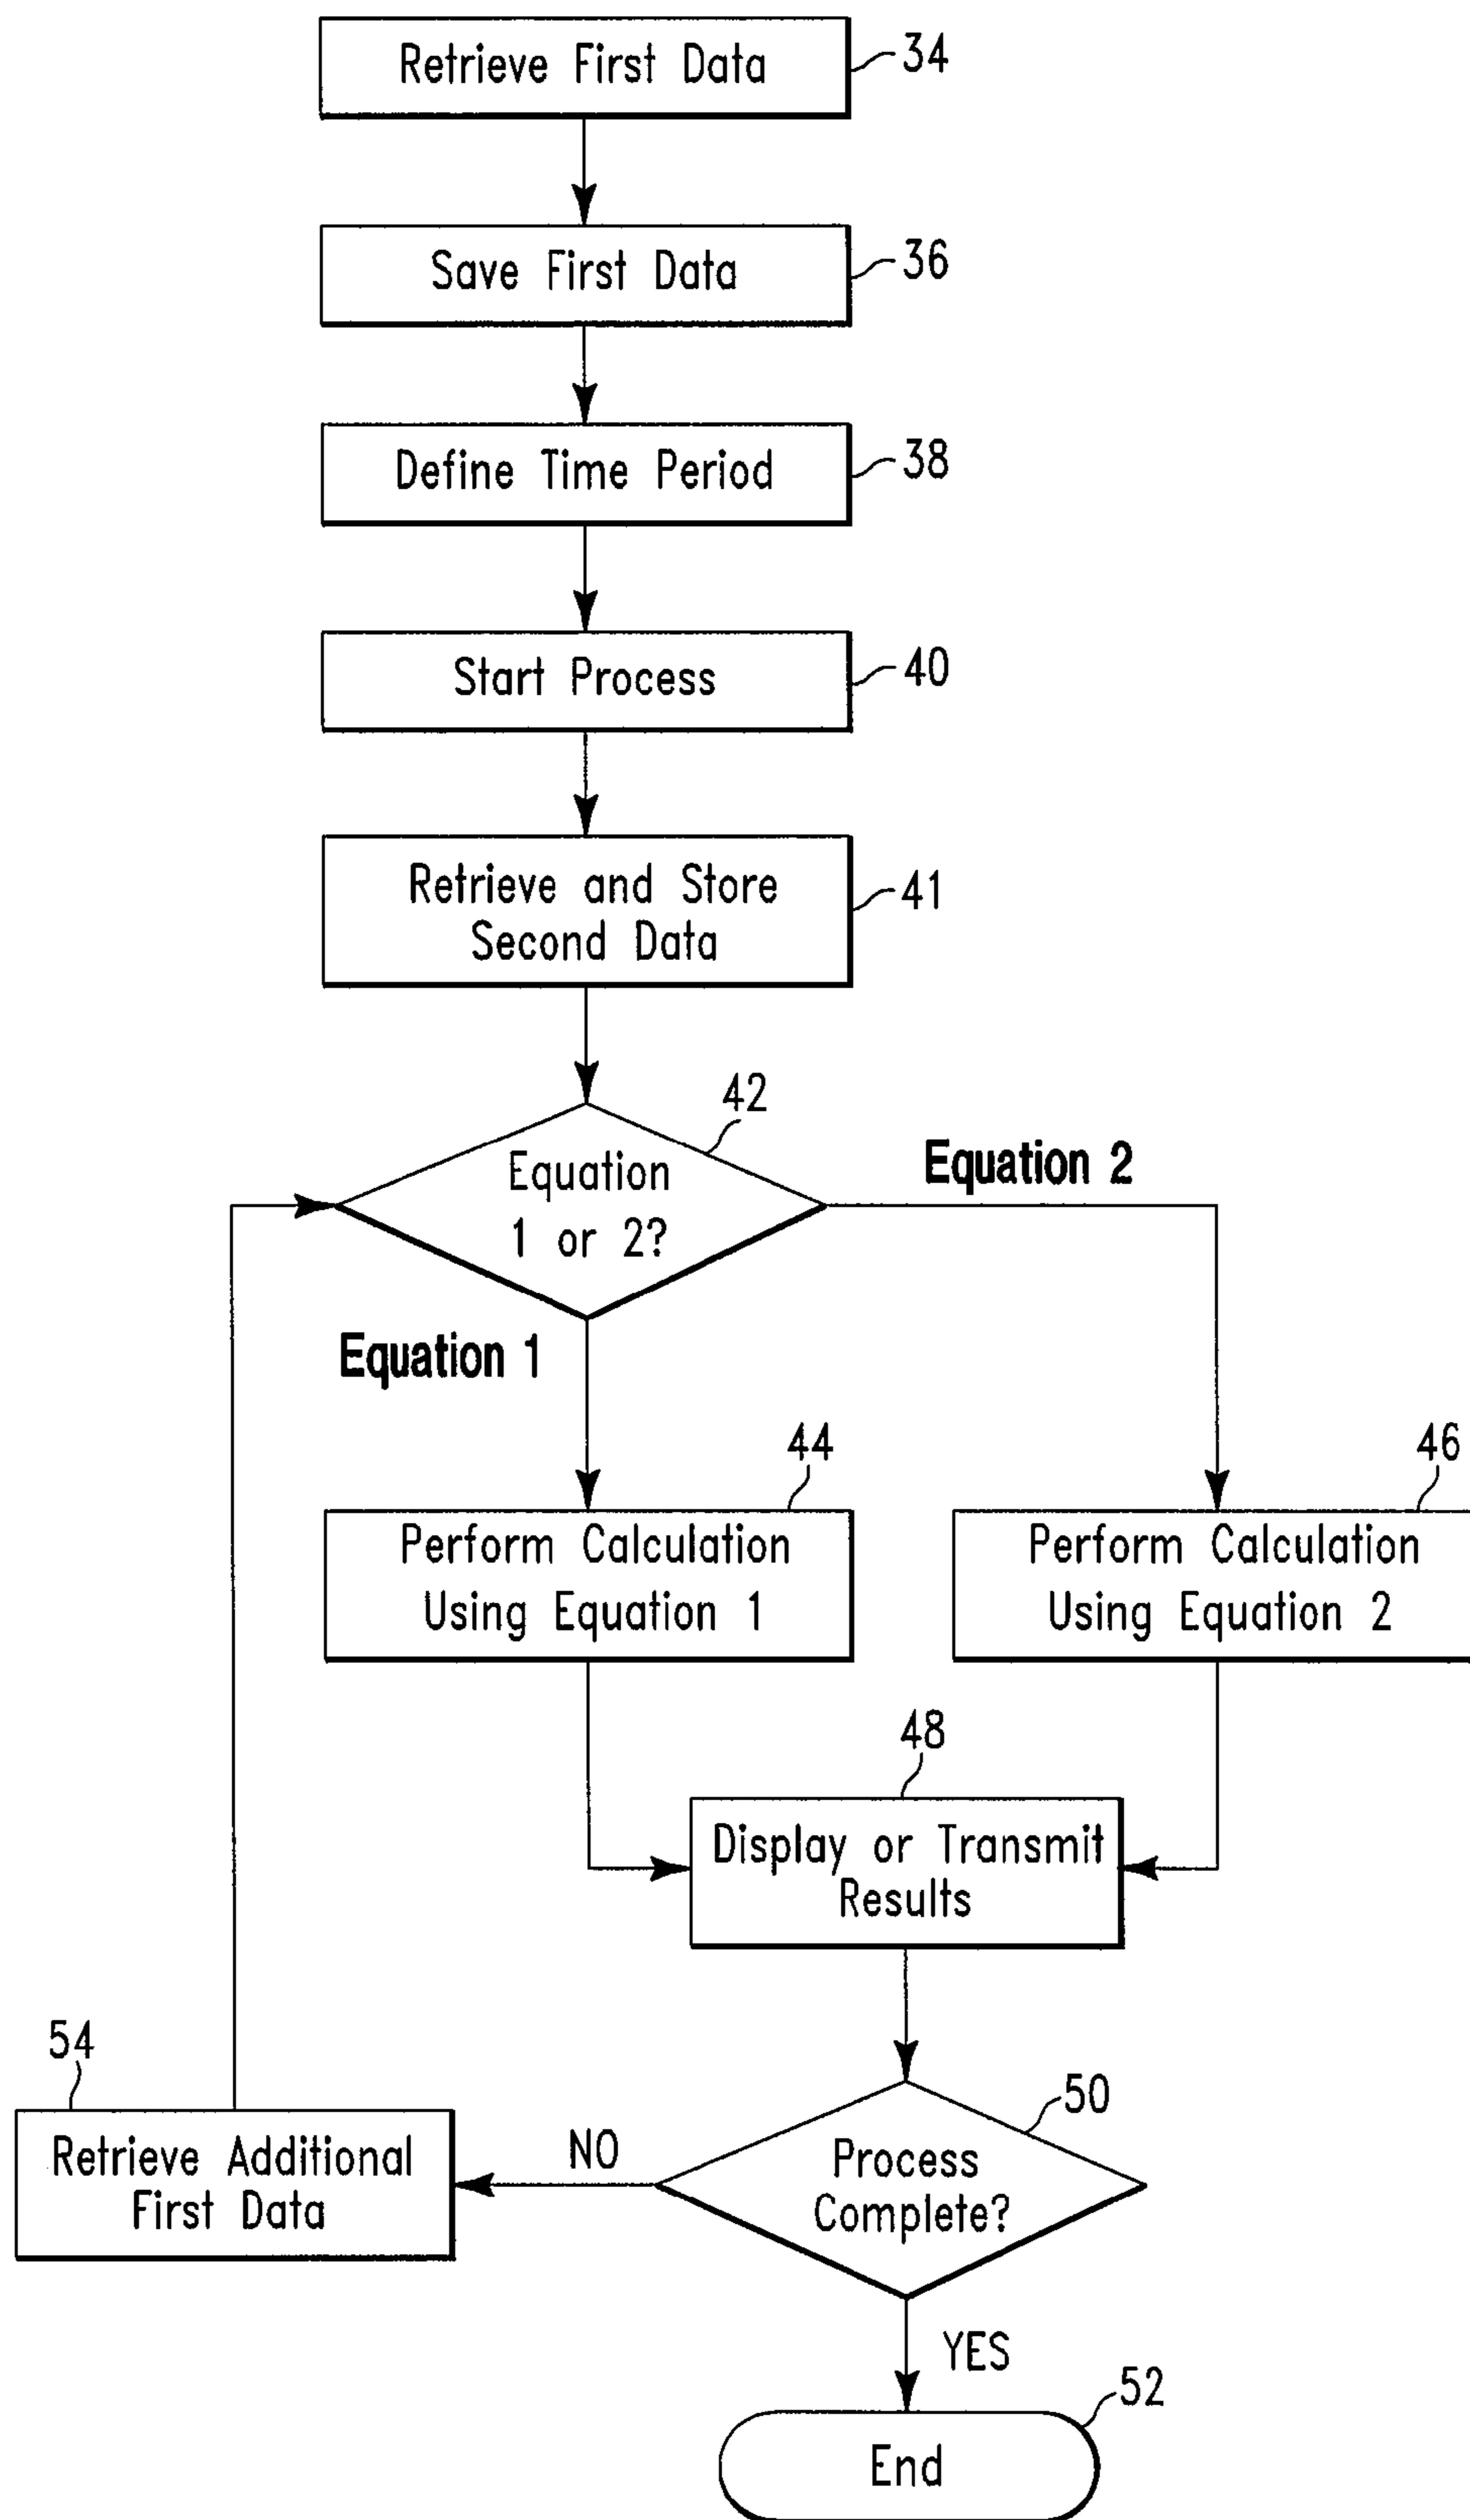 Retrieve First Data
34
Save First Data
36
Define Time Period
38
Start Process
40
Retrieve and Store
Second Data
41
42
Equation
1 or 2?
Equation 2
Equation 1
44
Perform Calculation
Using Equation 1
46
Perform Calculation
Using Equation 2
48
Display or Transmit
Results
50
Process
Complete?
NO
54
Retrieve Additional
First Data
YES
52
End